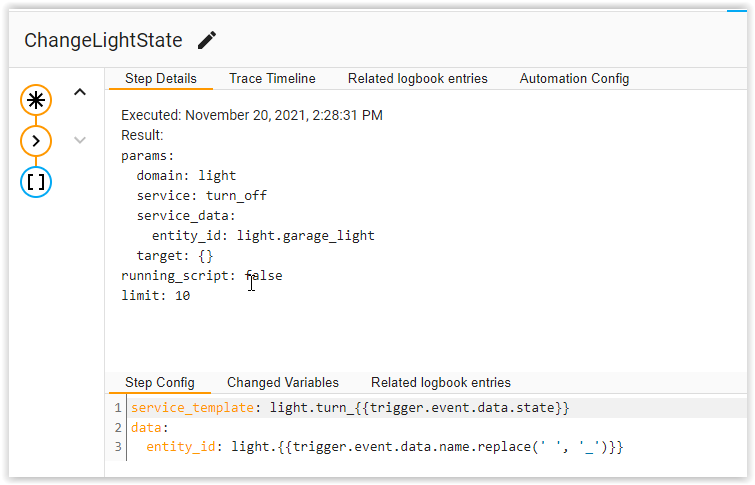 ChangeLightState
Step Details Trace Timeline Related logbook entries Automation Config
Executed: November 20, 2021, 2:28:31 PM
Result:
params:
  domain: light
  service: turn_off
  service_data:
    entity_id: light.garage_light
  target: {}
running_script: false
limit: 10
Step Config Changed Variables Related logbook entries
1 service_template: light.turn_{{trigger.event.data.state}}
2 data:
3   entity_id: light.{{trigger.event.data.name.replace(' ', '_')}}